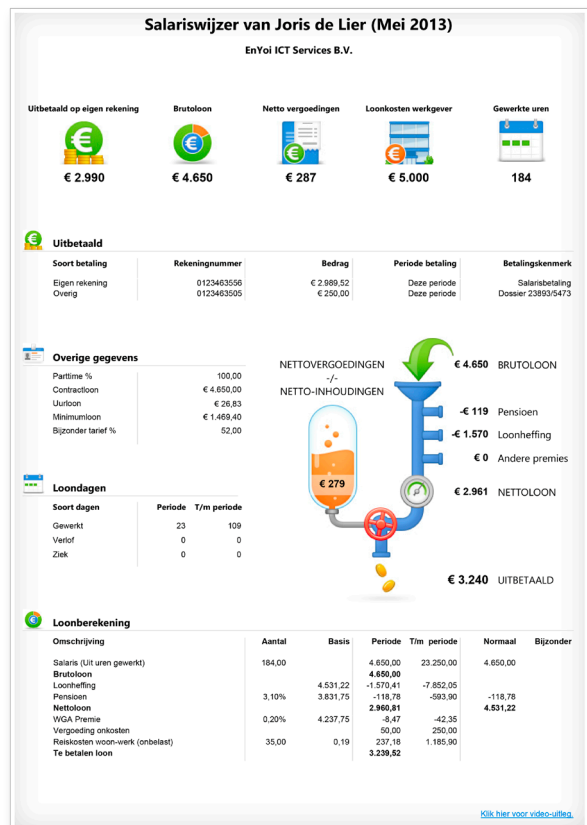 Salariswijzer van Joris de Lier (Mei 2013)
EnYoi ICT Services B.V.
Uitbetaald op eigen rekening Brutoloon Netto vergoedingen Loonkosten werkgever Gewerkte uren
€ 2.990 € 4.650 € 287 € 5.000 184
Uitbetaald
Soort betaling Rekeningnummer Bedrag Periode betaling Betalingskenmerk
Eigen rekening 0123463556 € 2.989,52 Deze periode Salarisbetaling
Overig 0123463505 € 250,00 Deze periode Dossier 23893/5473
Overige gegevens
Parttime % 100,00
Contractloon € 4.650,00
Uurloon € 26,83
Minimumloon € 1.469,40
Bijzonder tarief % 52,00
NETTOVERGOEDINGEN
-/-
NETTO-INHOUDINGEN
€ 279
€ 4.650 BRUTOLOON
-€ 119 Pensioen
-€ 1.570 Loonheffing
€ 0 Andere premies
€ 2.961 NETTOLOON
€ 3.240 UITBETAALD
Loondagen
Soort dagen Periode T/m periode
Gewerkt 23 109
Verlof 0 0
Ziek 0 0
Loonberekening
Omschrijving Aantal Basis Periode T/m periode Normaal Bijzonder
Salaris (Uit uren gewerkt) 184,00 4.650,00 23.250,00 4.650,00
Brutoloon 4.650,00
Loonheffing 4.531,22 -1.570,41 -7.852,05
Pensioen 3,10% 3.831,75 -118,78 -593,90 -118,78
Nettoloon 2.960,81 4.531,22
WGA Premie 0,20% 4.237,75 -8,47 -42,35
Vergoeding onkosten 50,00 250,00
Reiskosten woon-werk (onbelast) 35,00 0,19 237,18 1.185,90
Te betalen loon 3.239,52
Klik hier voor video-uitleg.